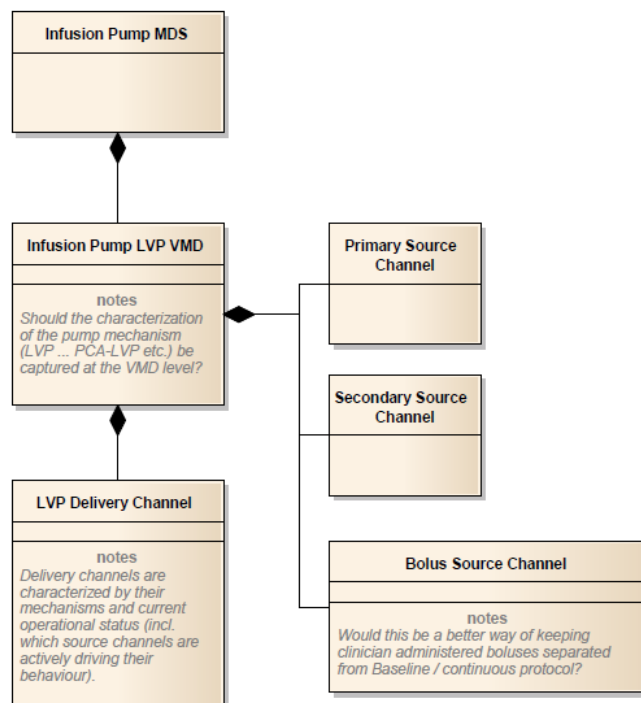 Infusion Pump MDS
Infusion Pump LVP VMD
notes
Should the characterization
of the pump mechanism
(LVP ... PCA-LVP etc.) be
captured at the VMD level?
Primary Source
Channel
Secondary Source
Channel
LVP Delivery Channel
notes
Delivery channels are
characterized by their
mechanisms and current
operational status (incl.
which source channels are
actively driving their
behaviour).
Bolus Source Channel
notes
Would this be a better way of keeping
clinician administered boluses separated
from Baseline / continuous protocol?